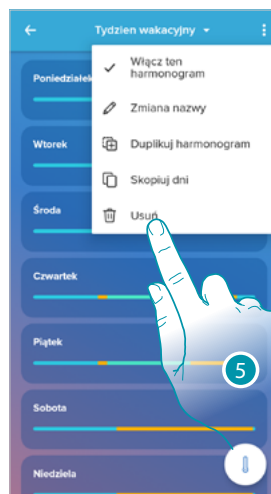 Tydzien wakacyjny
Włącz ten
harmonogram
Poniedziałek
Zmiana nazwy
Wtorek
Duplikuj harmonogram
Skopiuj dni
Środa
Usuń
Czwartek
Piątek
5
Sobota
Niedziela